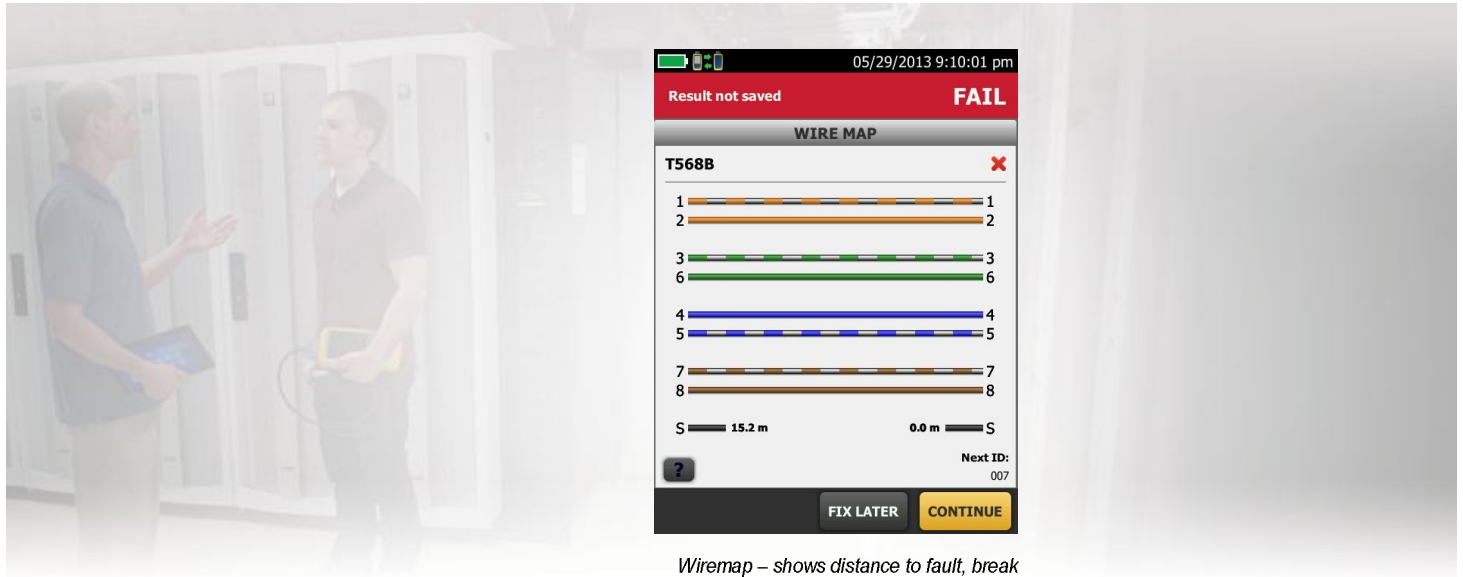 05/29/2013 9:10:01 pm
Result not saved FAIL
WIRE MAP
T568B
1 1
2 2
3 3
6 6
4 4
5 5
7 7
8 8
S 15.2 m 0.0 m S
?
Next ID:
007
FIX LATER CONTINUE
Wiremap – shows distance to fault, break